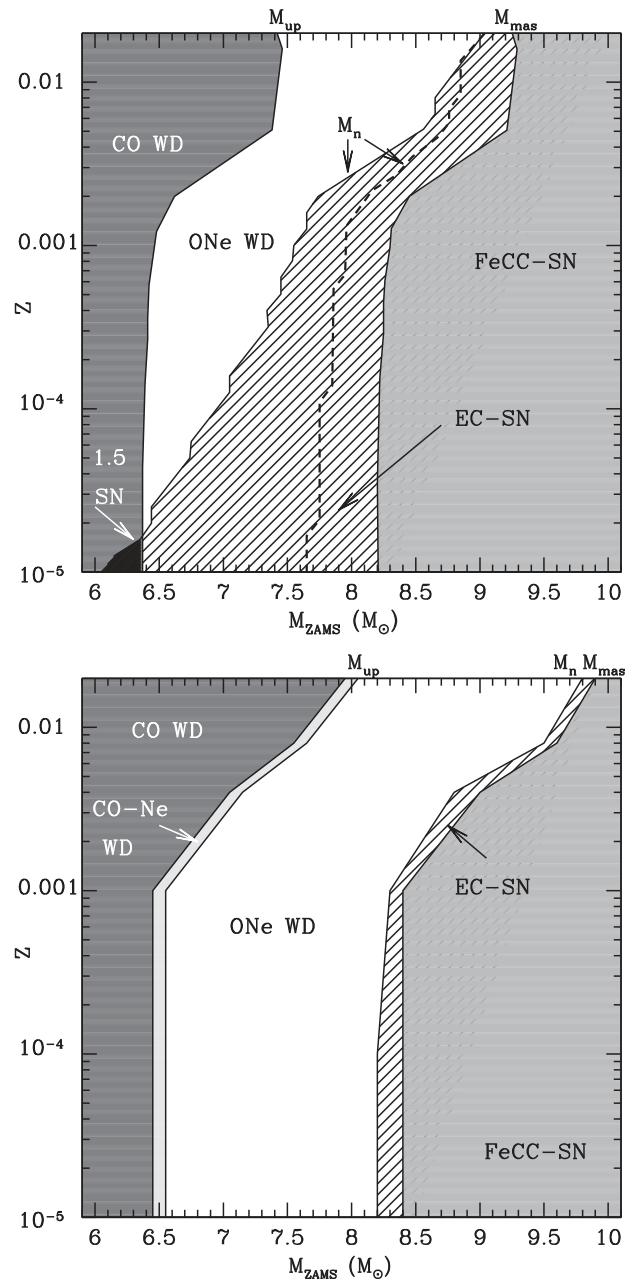 M_up M_mas
0.01
CO WD
M_n
0.001
ONe WD
FeCC-SN
Z
10^-4
EC-SN
1.5
SN
10^-5
6 6.5 7 7.5 8 8.5 9 9.5 10
M_ZAMS (M_⊙)
M_up M_n M_mas
0.01
CO WD
CO-Ne
WD
EC-SN
0.001
ONe WD
Z
10^-4
FeCC-SN
10^-5
6 6.5 7 7.5 8 8.5 9 9.5 10
M_ZAMS (M_⊙)